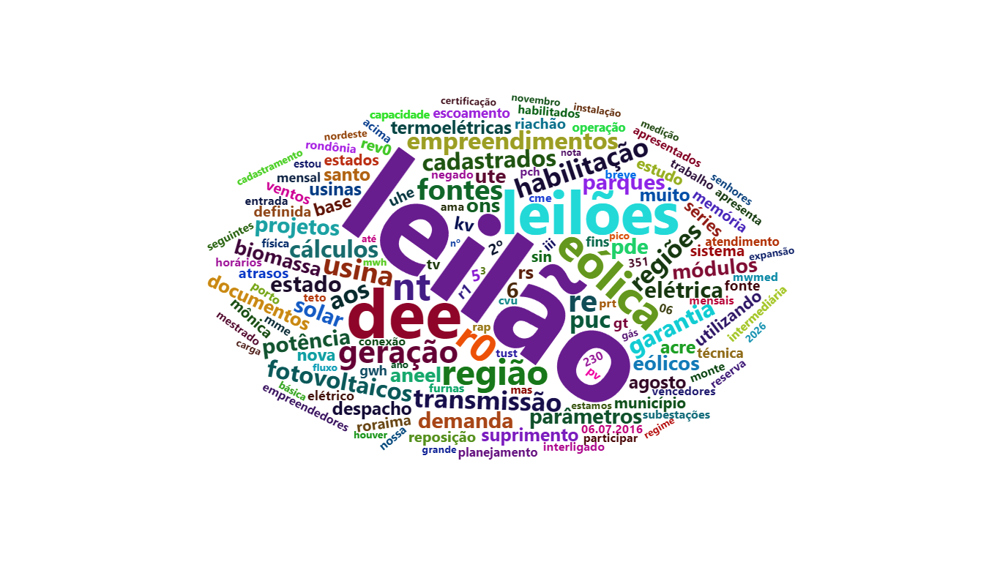 certificação
novembro
instalação
capacidade
escoamento
habilitados
medição
acima
termoelétricas
riachão
operação
apresentados
nordeste
rondônia
rev0
empreendimentos
cadastramento
estou
estados
cadastrados
nota
habilitação
breve
estudo
trabalho
senhores
mensal
santo
negado
ute
pch
parques
apresenta
ventos
usinas
leilão
fontes
cme
muito
memória
entrada
uhe
ama
ons
leilões
definida
base
séries
seguintes
projetos
kv
nº
2º
iii
fins
pico
pde
regiões
atendimento
física
até
cálculos
eólica
sistema
expansão
biomassa
horários
mwh
tv
sin
351
módulos
mwmed
atrasos
usina
5
3
rs
elétrica
fonte
estado
teto
porto
documentos
aos
nt
r1
6
cvu
re
prt
06
mensais
intermediária
mônica
solar
dee
puc
gt
garantia
utilizando
2026
mme
rap
gás
mestrado
carga
potência
conexão
r0
acre
técnica
nova
geração
tust
230
eólicos
fluxo
ano
pv
monte
reserva
fotovoltaicos
gwh
aneel
região
agosto
básica
furnas
mas
vencedores
elétrico
empreendedores
despacho
transmissão
estamos
município
roraima
demanda
parâmetros
subestações
houver
nossa
reposição
suprimento
06.07.2016
regime
participar
grande
planejamento
interligado